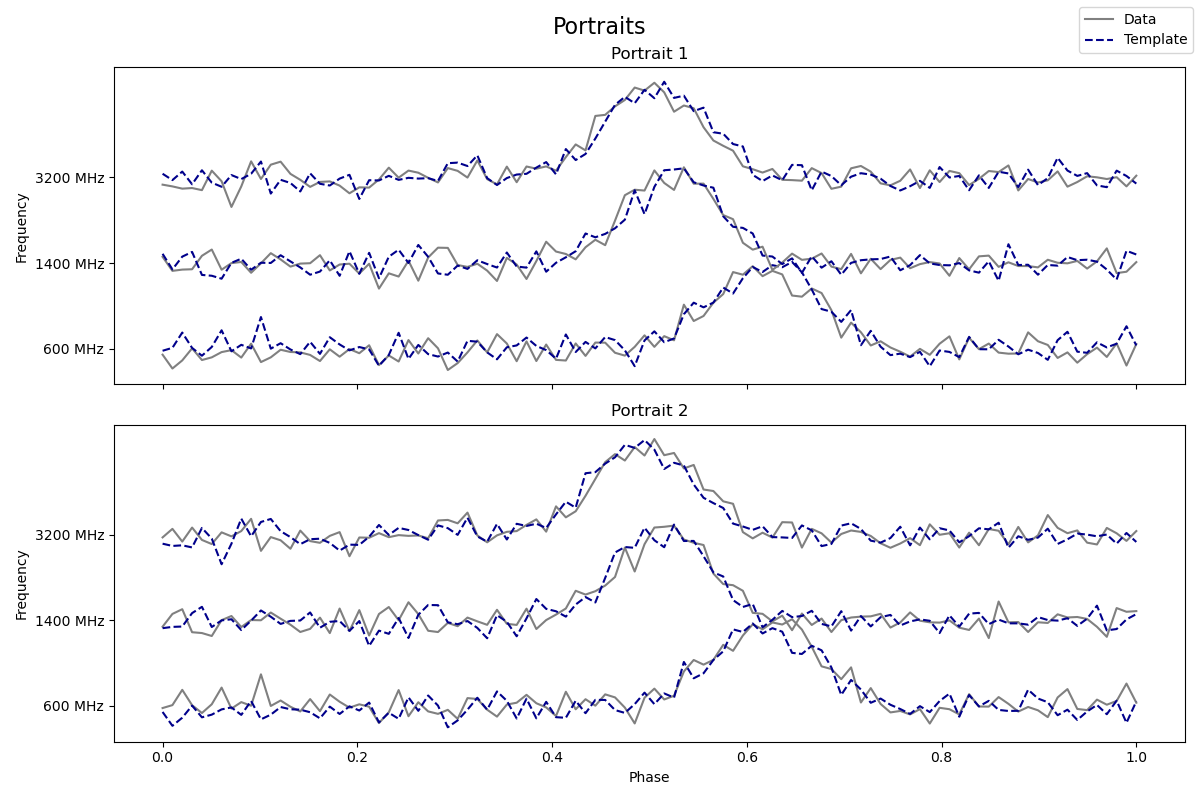 Portraits
Data
Template
Portrait 1
Frequency
3200 MHz
1400 MHz
600 MHz
Portrait 2
Frequency
3200 MHz
1400 MHz
600 MHz
0.0 0.2 0.4 0.6 0.8 1.0
Phase